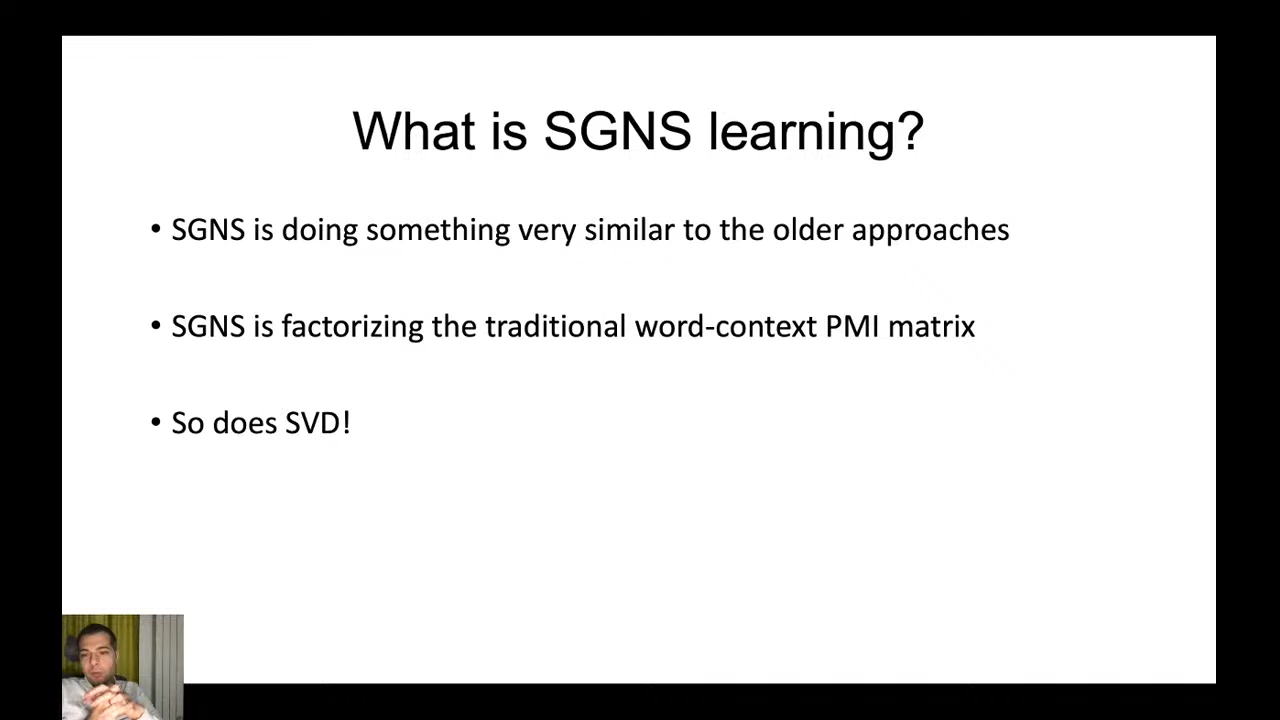 What is SGNS learning?
• SGNS is doing something very similar to the older approaches
• SGNS is factorizing the traditional word-context PMI matrix
• So does SVD!